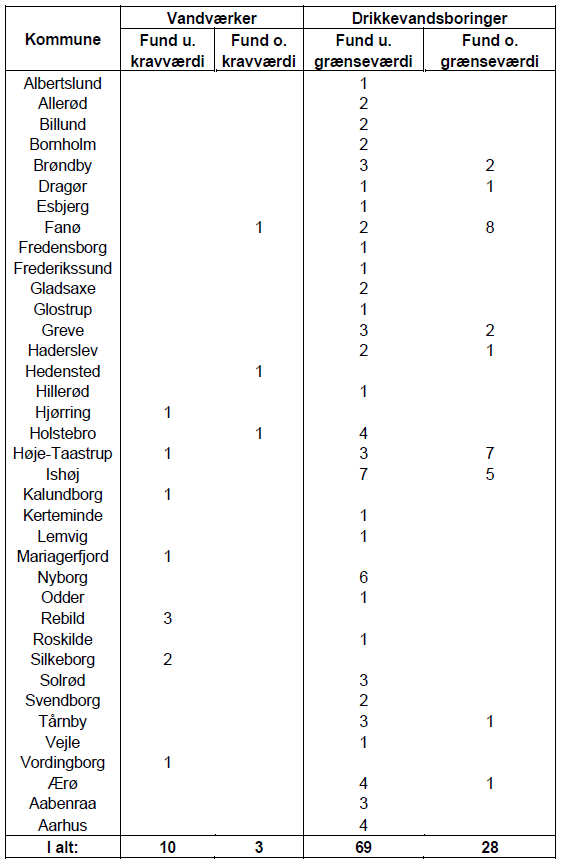 Kommune Vandværker Drikkevandsboringer
Fund u. kravværdi Fund o. kravværdi Fund u. grænseværdi Fund o. grænseværdi
Albertslund 1
Allerød 2
Billund 2
Bornholm 2
Brøndby 3 2
Dragør 1 1
Esbjerg 1
Fanø 1 2 8
Fredensborg 1
Frederikssund 1
Gladsaxe 2
Glostrup 1
Greve 3 2
Haderslev 2 1
Hedensted 1
Hillerød 1
Hjørring 1
Holstebro 1 4
Høje-Taastrup 1 3 7
Ishøj 7 5
Kalundborg 1
Kerteminde 1
Lemvig 1
Mariagerfjord 1
Nyborg 6
Odder 1
Rebild 3
Roskilde 1
Silkeborg 2
Solrød 3
Svendborg 2
Tårnby 3 1
Vejle 1
Vordingborg 1
Ærø 4 1
Aabenraa 3
Aarhus 4
I alt: 10 3 69 28